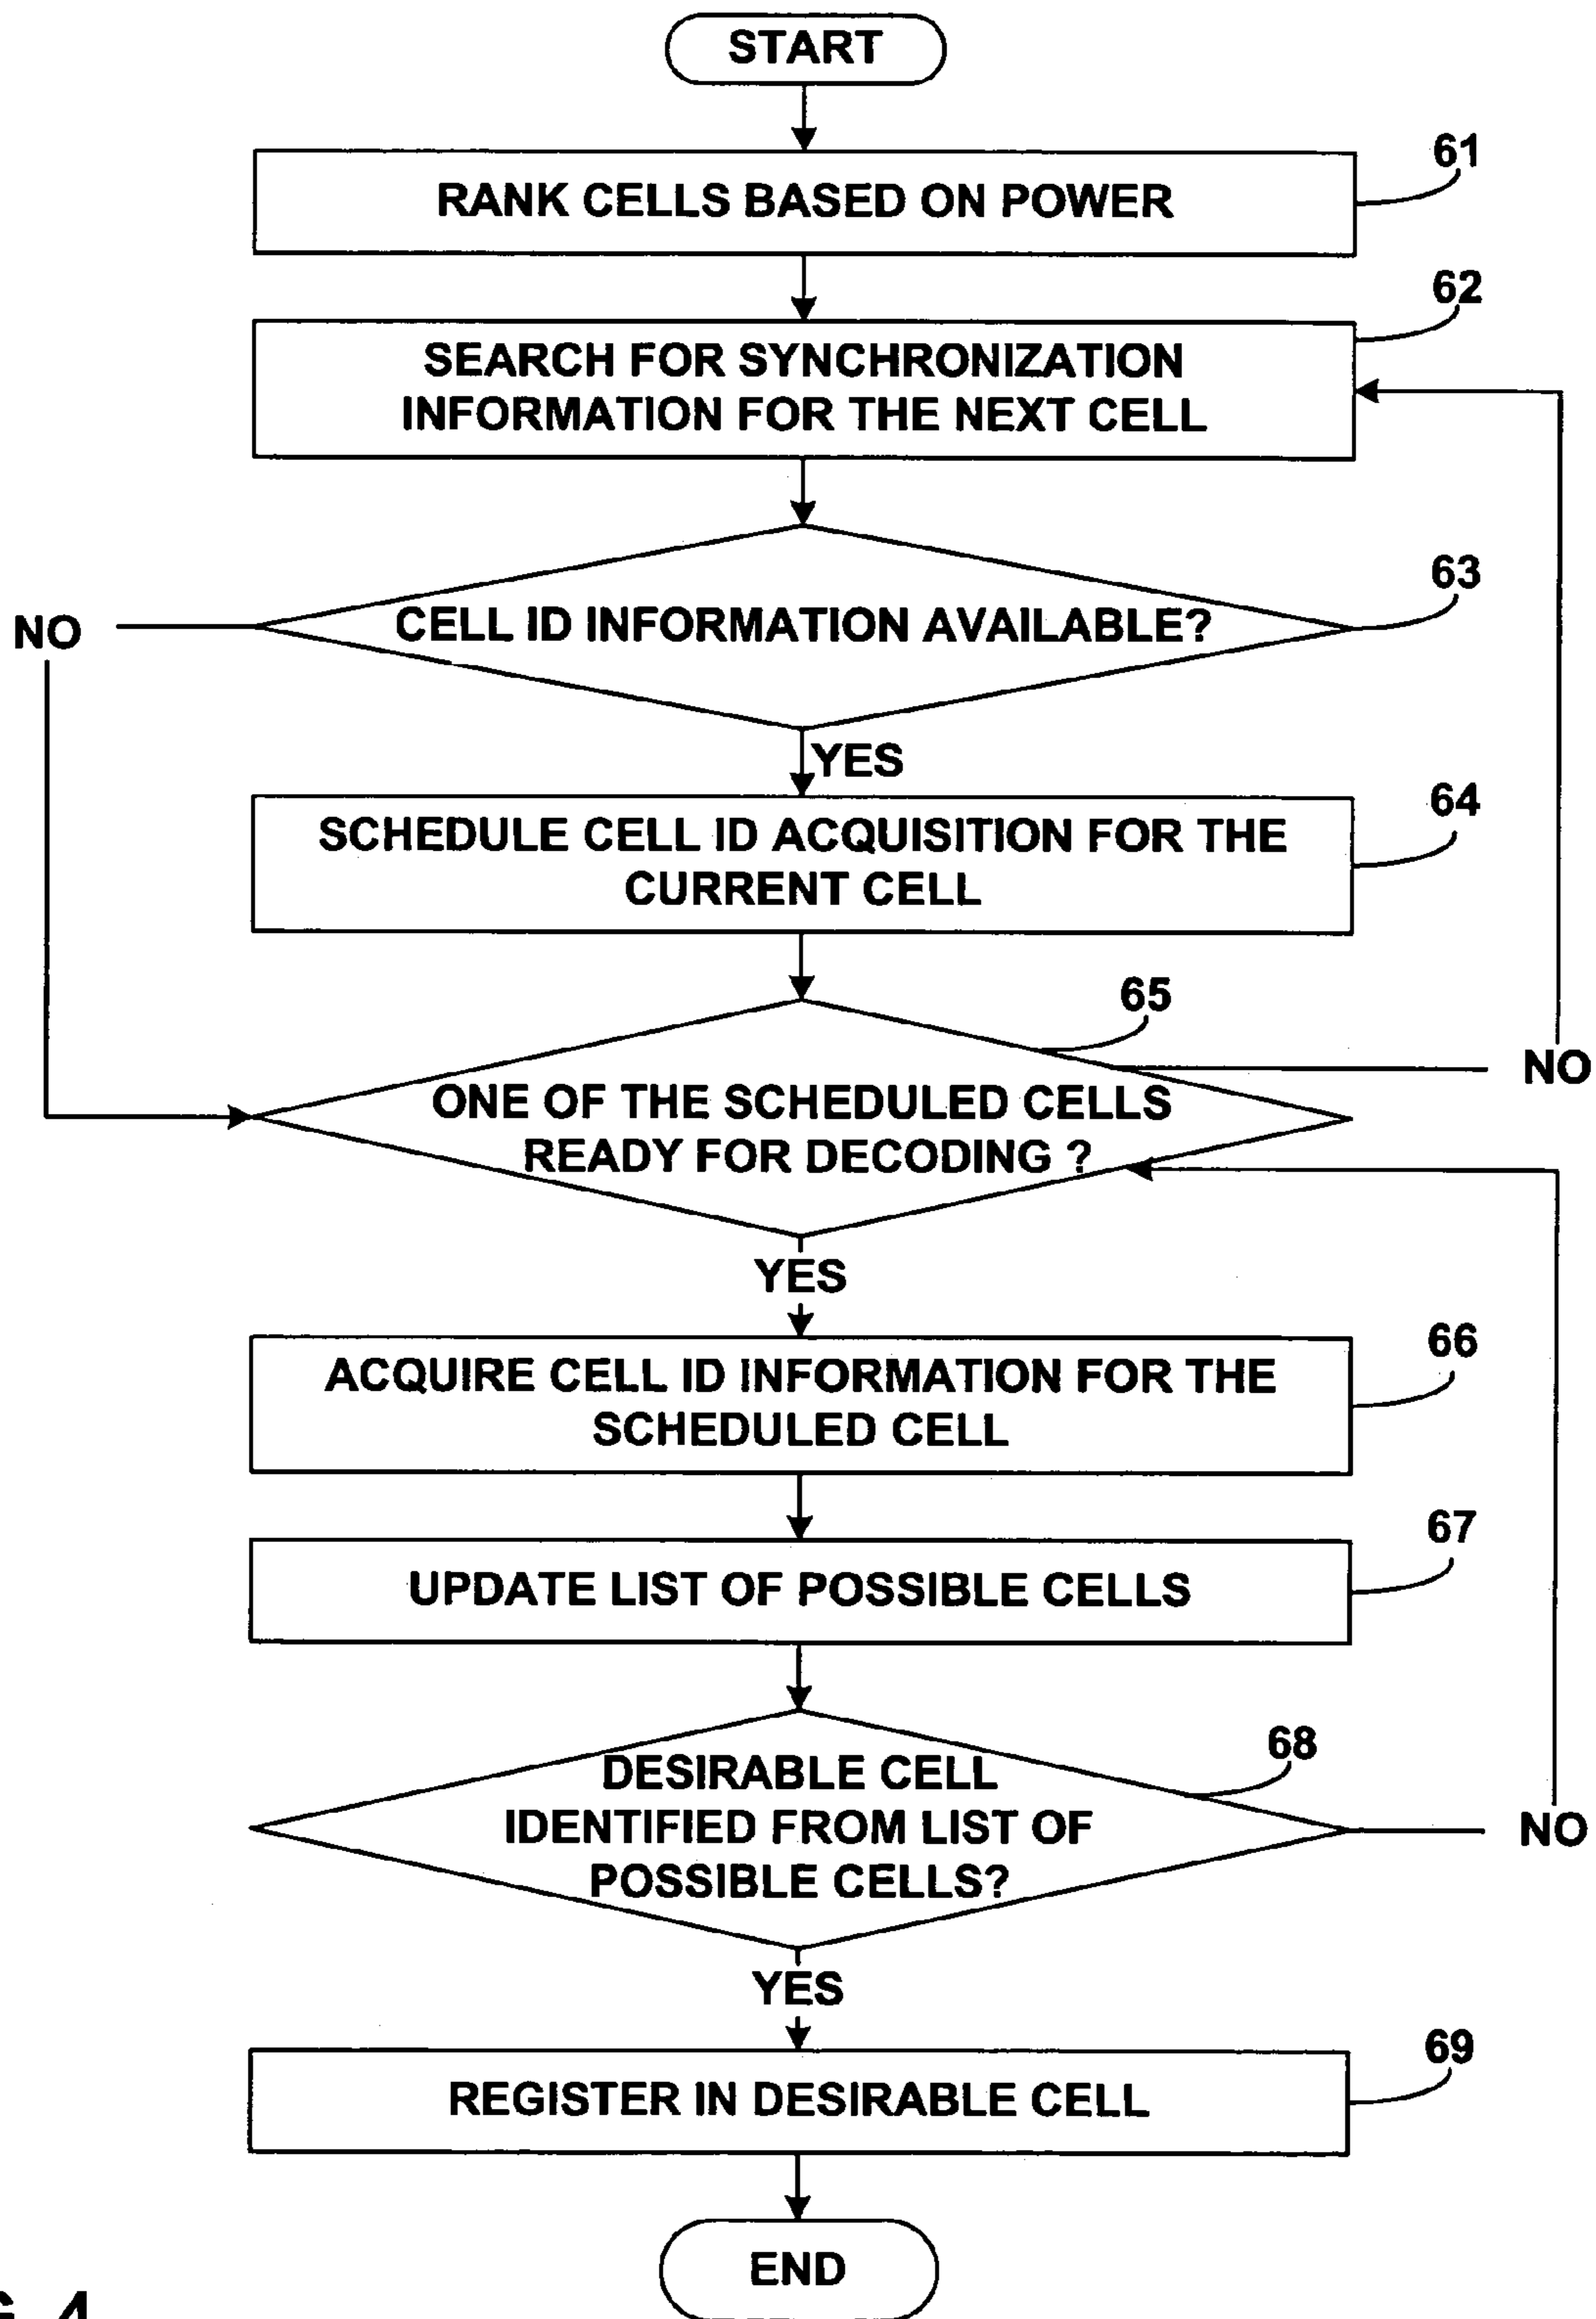 START
61
RANK CELLS BASED ON POWER
62
SEARCH FOR SYNCHRONIZATION
INFORMATION FOR THE NEXT CELL
63
NO
CELL ID INFORMATION AVAILABLE?
YES
64
SCHEDULE CELL ID ACQUISITION FOR THE
CURRENT CELL
65
NO
ONE OF THE SCHEDULED CELLS
READY FOR DECODING ?
YES
66
ACQUIRE CELL ID INFORMATION FOR THE
SCHEDULED CELL
67
UPDATE LIST OF POSSIBLE CELLS
68
DESIRABLE CELL
IDENTIFIED FROM LIST OF
POSSIBLE CELLS?
NO
YES
69
REGISTER IN DESIRABLE CELL
END